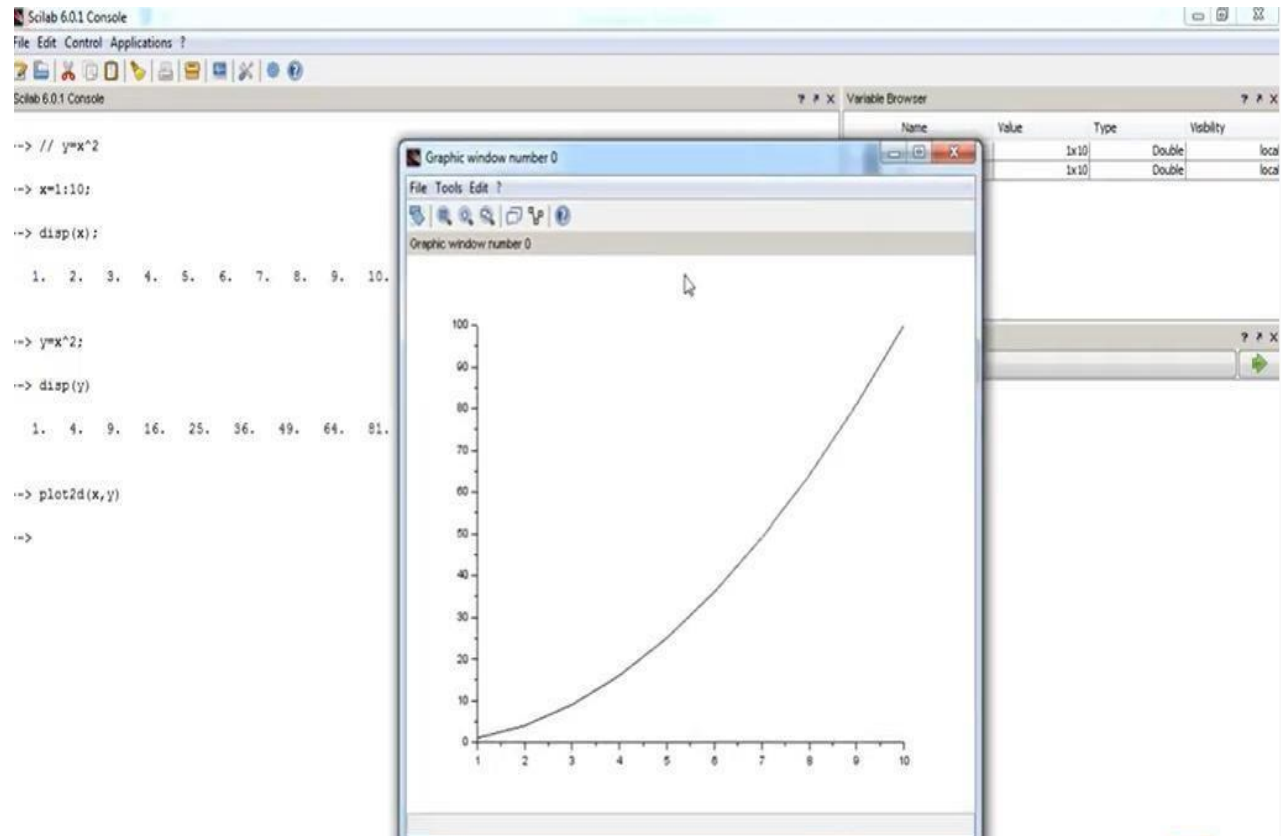 Scilab 6.0.1 Console
File Edit Control Applications ?
Scilab 6.0.1 Console
--> // y=x^2
--> x=1:10;
--> disp(x);
1. 2. 3. 4. 5. 6. 7. 8. 9. 10.
--> y=x^2;
--> disp(y)
1. 4. 9. 16. 25. 36. 49. 64. 81.
--> plot2d(x,y)
-->
Graphic window number 0
File Tools Edit ?
Graphic window number 0
100
90
80
70
60
50
40
30
20
10
0
1 2 3 4 5 6 7 8 9 10
Variable Browser
Name Value Type Visibility
1x10 Double local
1x10 Double local